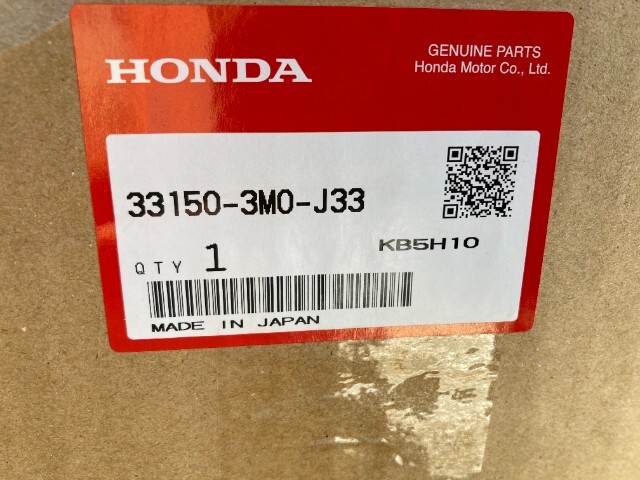 HONDA
GENUINE PARTS
Honda Motor Co., Ltd.
33150-3M0-J33
KB5H10
QTY 1
MADE IN JAPAN